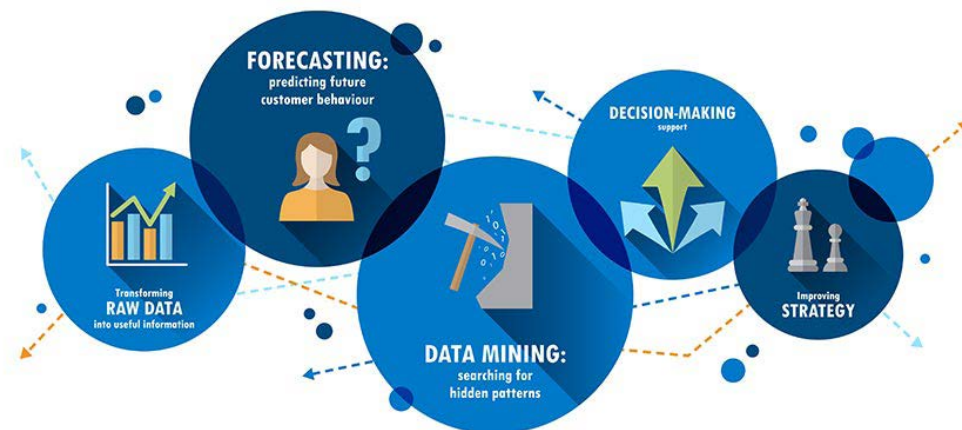 FORECASTING:
predicting future
customer behaviour
DECISION-MAKING
support
Transforming
RAW DATA
into useful information
DATA MINING:
searching for
hidden patterns
Improving
STRATEGY